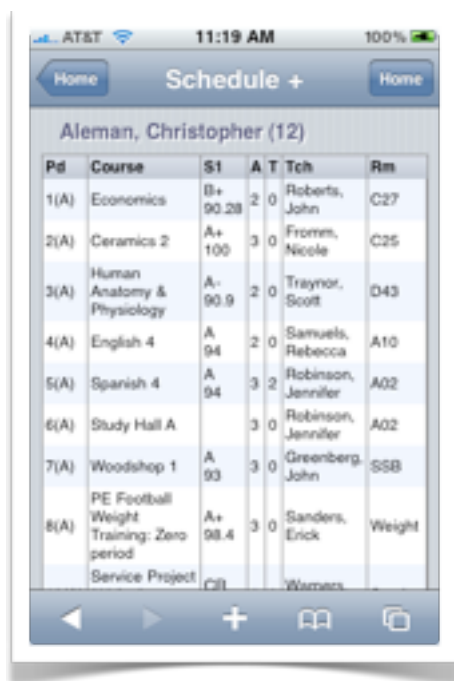 AT&T 11:19 AM 100%
Home Schedule + Home
Aleman, Christopher (12)
Pd Course S1 A T Tch Rm
1(A) Economics B+ 90.28 2 0 Roberts, John C27
2(A) Ceramics 2 A+ 100 3 0 Fromm, Nicole C25
3(A) Human Anatomy & Physiology A- 90.9 2 0 Traynor, Scott D43
4(A) English 4 A 94 2 0 Samuels, Rebecca A10
5(A) Spanish 4 A 94 3 2 Robinson, Jennifer A02
6(A) Study Hall A 3 0 Robinson, Jennifer A02
7(A) Woodshop 1 A 93 3 0 Greenberg, John SSB
8(A) PE Football Weight Training: Zero period A+ 98.4 3 0 Sanders, Erick Weight
Service Project